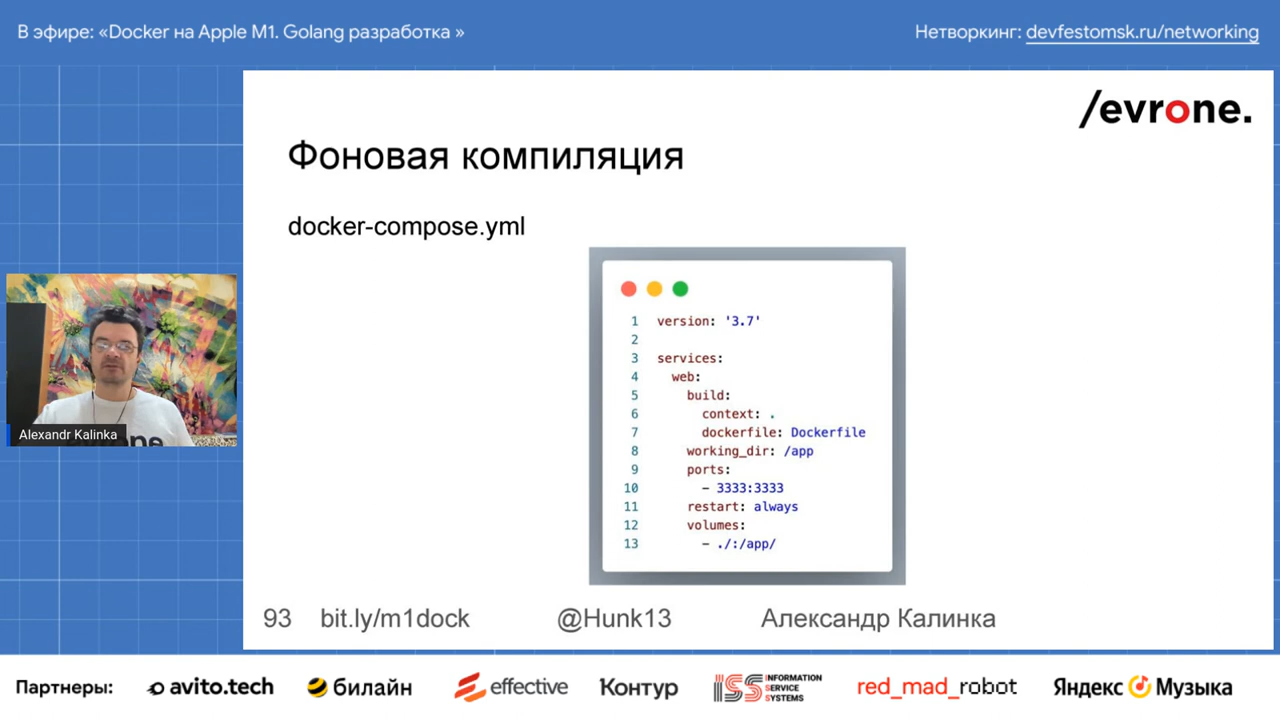 В эфире: «Docker на Apple M1. Golang разработка »
Нетворкинг: devfestomsk.ru/networking
/evrone.
Фоновая компиляция
docker-compose.yml
1 version: '3.7'
2
3 services:
4 web:
5 build:
6 context: .
7 dockerfile: Dockerfile
8 working_dir: /app
9 ports:
10 - 3333:3333
11 restart: always
12 volumes:
13 - ./:/app/
Alexandr Kalinka
93 bit.ly/m1dock @Hunk13 Александр Калинка
Партнеры: avito.tech билайн effective Контур ISS INFORMATION SERVICE SYSTEMS red_mad_robot Яндекс Музыка